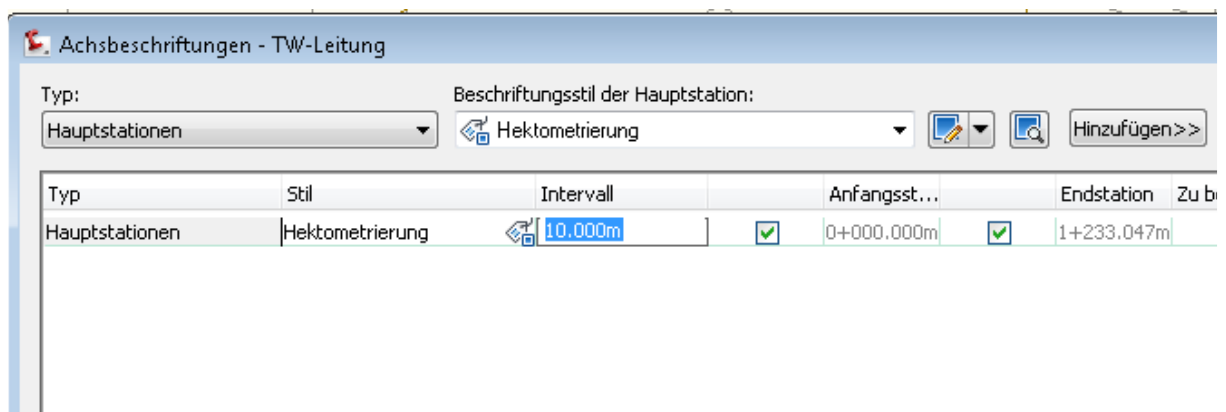 Achsbeschriftungen - TW-Leitung
Typ: Beschriftungsstil der Hauptstation:
Hauptstationen Hektometrierung Hinzufügen>>
Typ Stil Intervall Anfangsst... Endstation Zu b
Hauptstationen Hektometrierung 10.000m 0+000.000m 1+233.047m